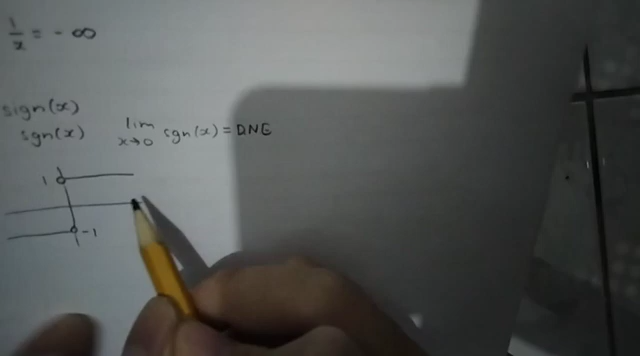 1/x = - ∞
sign(x)
sgn(x) lim x→0 sgn(x) = DNE
1
-1